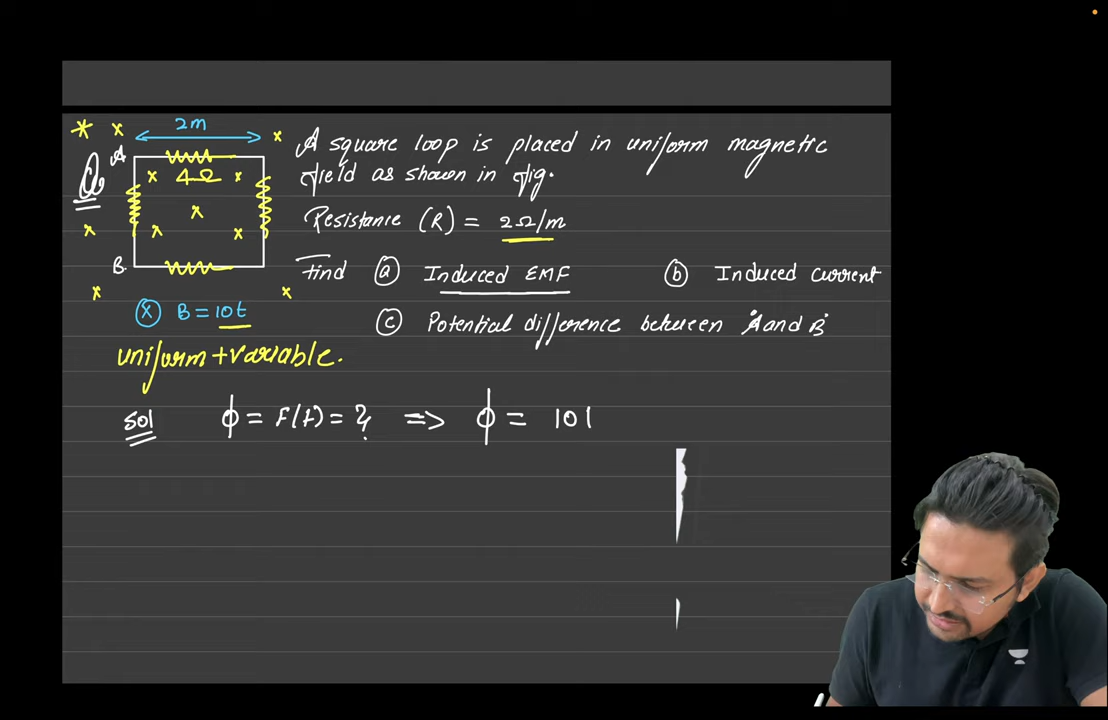 2m
A
4Ω
B.
Ⓧ B = 10t
uniform + variable.
Q
A square loop is placed in uniform magnetic
field as shown in fig.
Resistance (R) = 2Ω/m
Find ⓐ Induced EMF ⓑ Induced current
ⓒ Potential difference between A and B
Sol ϕ = F(t) = ? => ϕ = 101